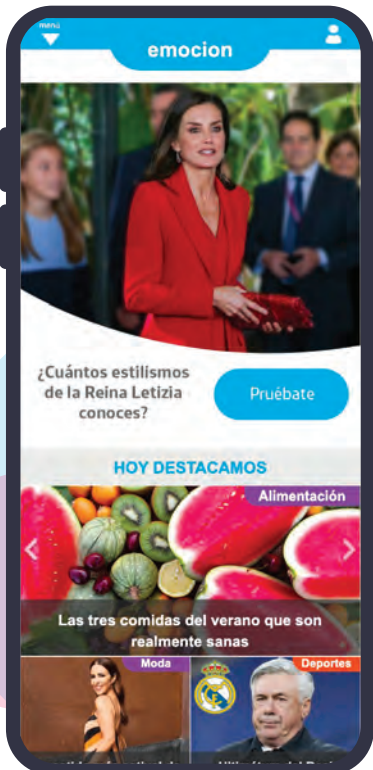 menú
emocion
¿Cuántos estilismos
de la Reina Letizia
conoces?
Pruébate
HOY DESTACAMOS
Alimentación
Las tres comidas del verano que son
realmente sanas
Moda
Deportes